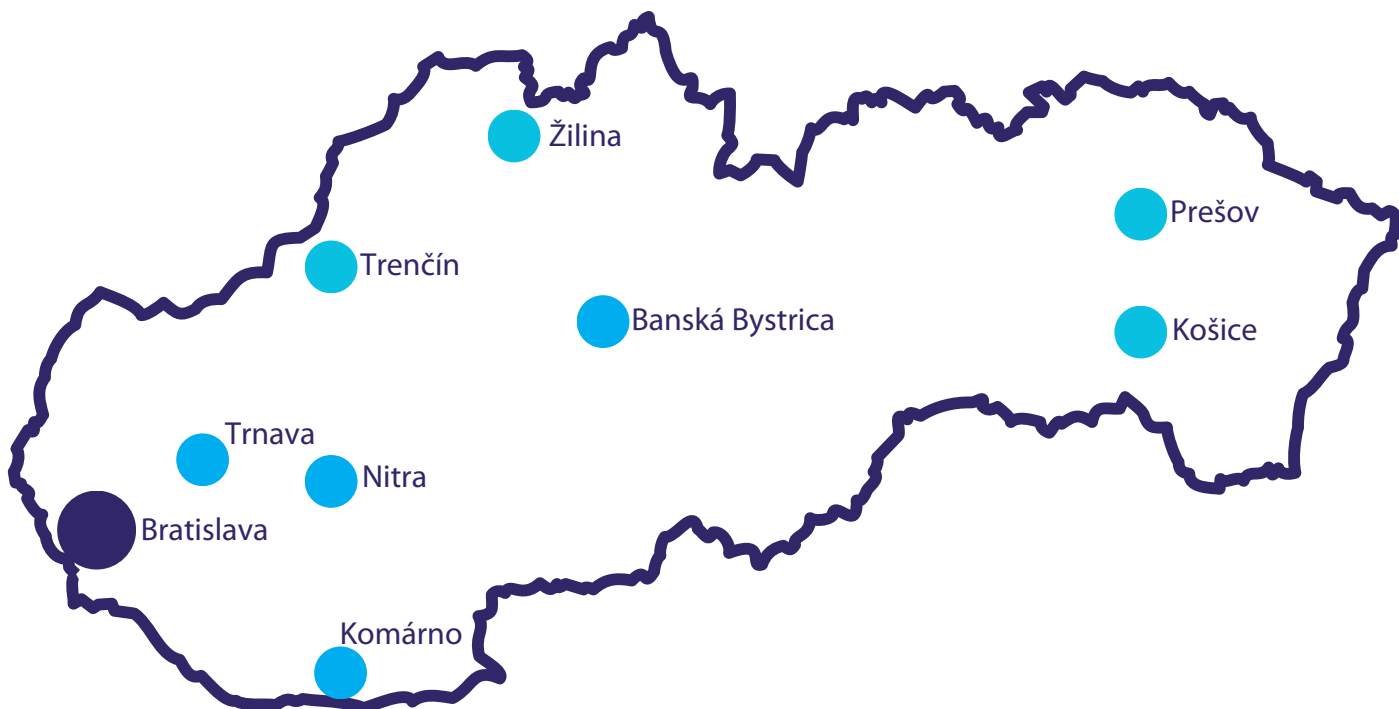 Žilina
Prešov
Trenčín
Banská Bystrica
Košice
Trnava
Nitra
Bratislava
Komárno